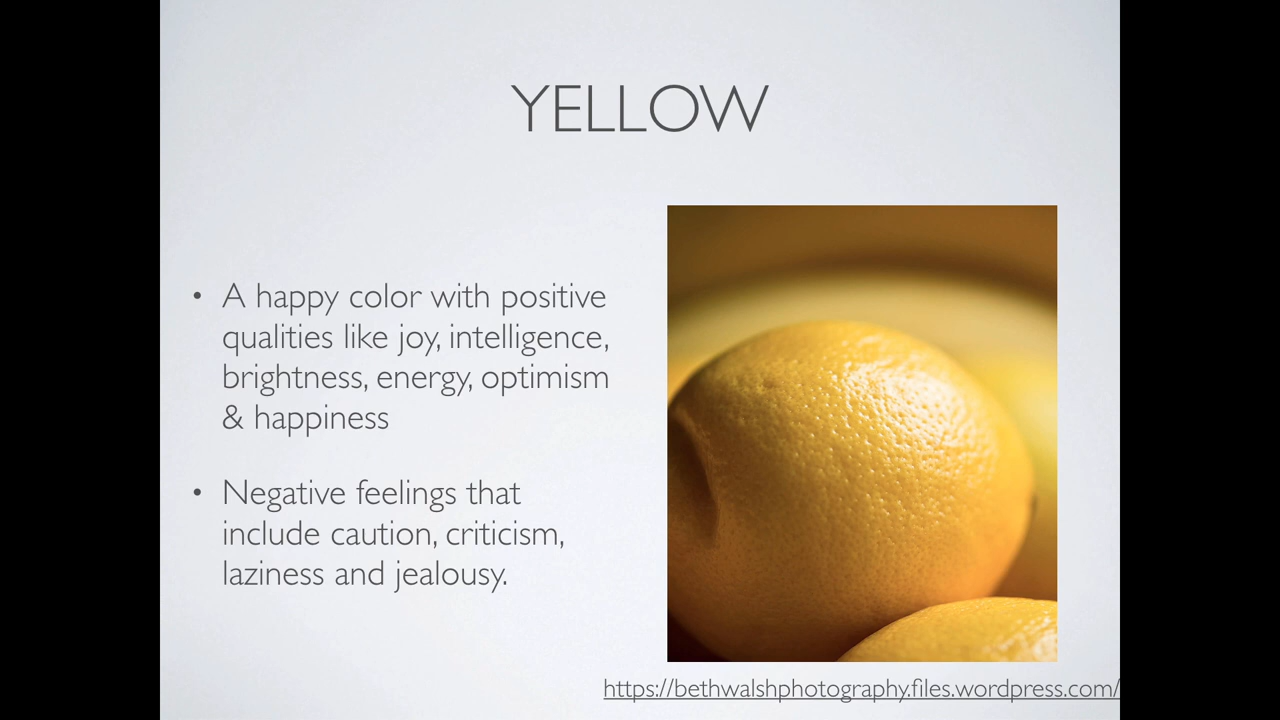 YELLOW
• A happy color with positive
qualities like joy, intelligence,
brightness, energy, optimism
& happiness
• Negative feelings that
include caution, criticism,
laziness and jealousy.
https://bethwalshphotography.files.wordpress.com/